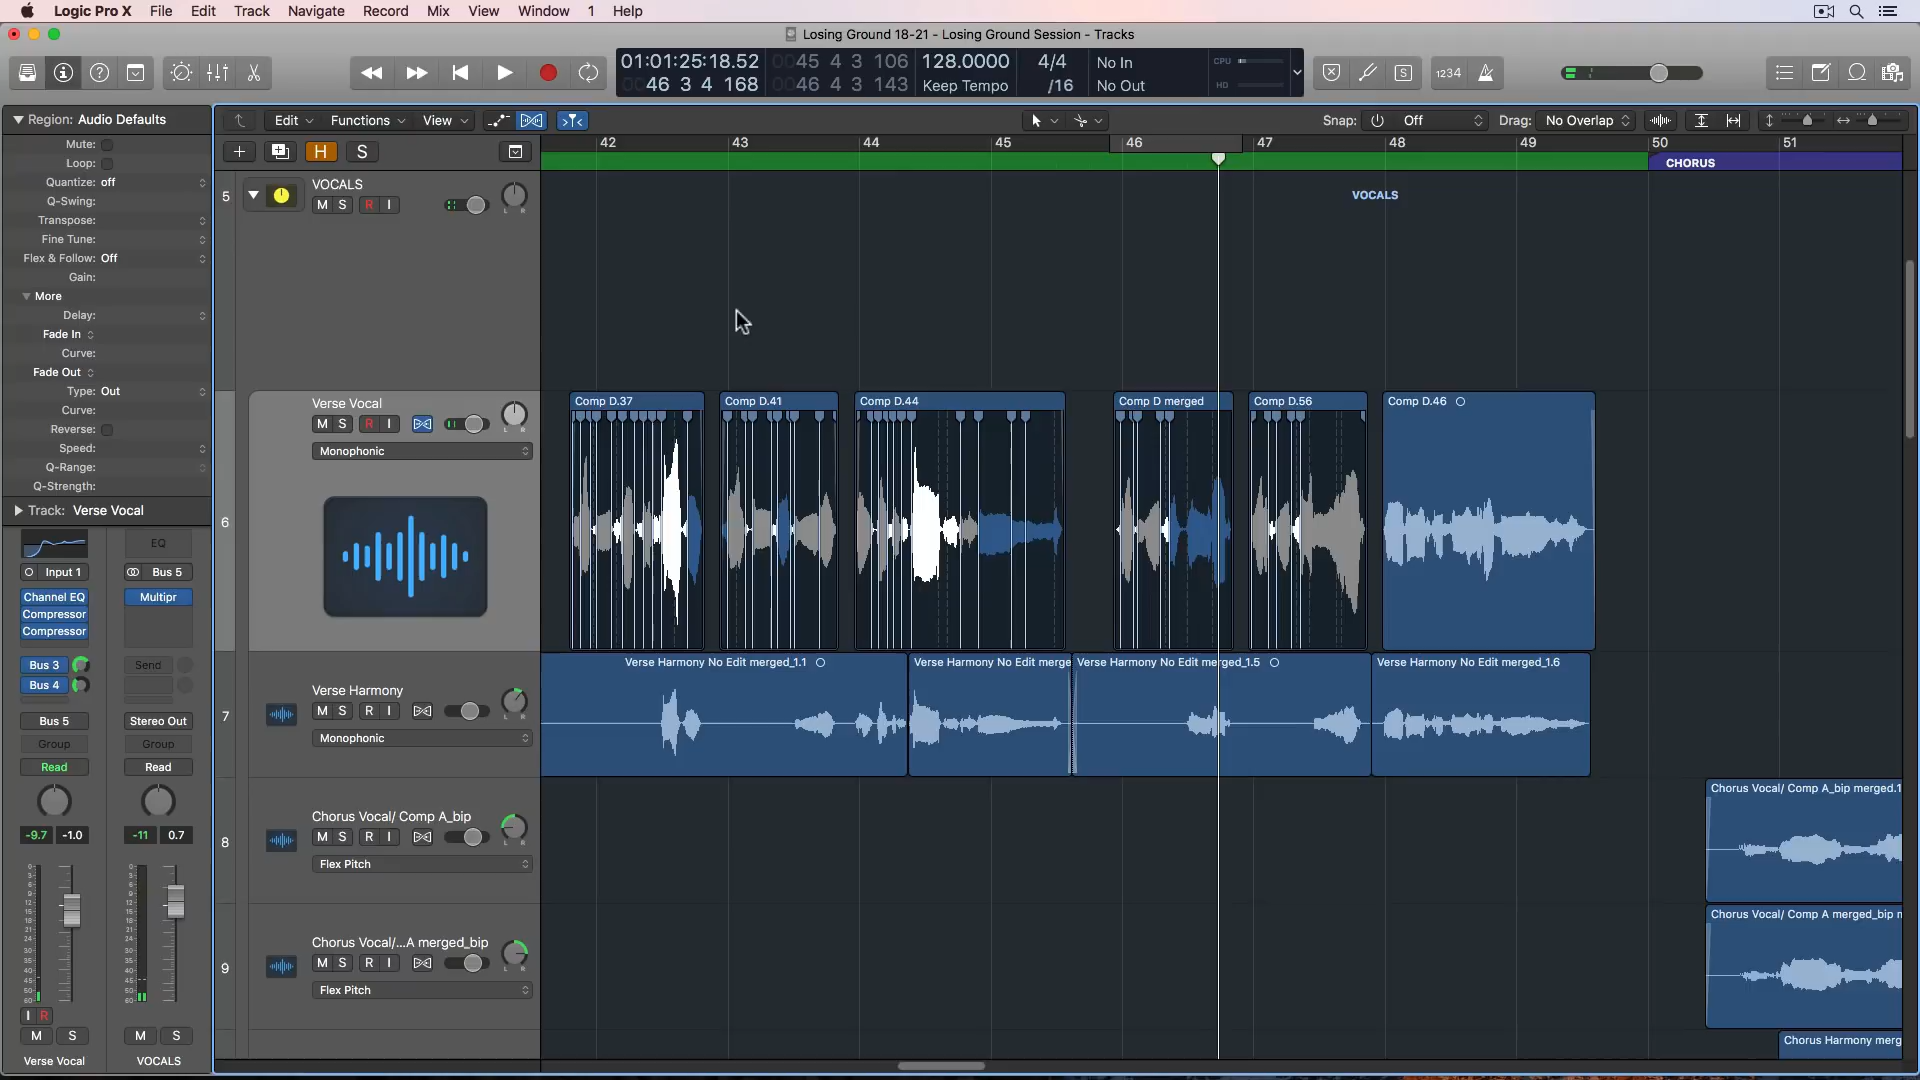 Logic Pro X File Edit Track Navigate Record Mix View Window 1 Help
Losing Ground 18-21 - Losing Ground Session - Tracks
01:01:25:18.52 0045 4 3 106 128.0000 4/4 No In CPU
46 3 4 168 0046 4 3 143 Keep Tempo /16 No Out HD
S 1234
Region: Audio Defaults
Edit Functions View Snap: Off Drag: No Overlap
Mute:
Loop:
Quantize: off
Q-Swing:
Transpose:
Fine Tune:
Flex & Follow: Off
Gain:
More
Delay:
Fade In
Curve:
Fade Out
Type: Out
Curve:
Reverse:
Speed:
Q-Range:
Q-Strength:
Track: Verse Vocal
EQ
Input 1 Bus 5
Channel EQ Multipr
Compressor
Compressor
Bus 3 Send
Bus 4
Bus 5 Stereo Out
Group Group
Read Read
-9.7 -1.0 -11 0.7
I R
M S M S
Verse Vocal VOCALS
H S
42 43 44 45 46 47 48 49 50 51
CHORUS
5 VOCALS
M S R I L R
VOCALS
6 Verse Vocal
M S R I L R
Monophonic
Comp D.37 Comp D.41 Comp D.44 Comp D merged Comp D.56 Comp D.46
7 Verse Harmony
M S R I L R
Monophonic
Verse Harmony No Edit merged_1.1 Verse Harmony No Edit merge Verse Harmony No Edit merged_1.5 Verse Harmony No Edit merged_1.6
8 Chorus Vocal/ Comp A_bip
M S R I L R
Flex Pitch
Chorus Vocal/ Comp A_bip merged.1
9 Chorus Vocal/...A merged_bip
M S R I L R
Flex Pitch
Chorus Vocal/ Comp A merged_bip m
Chorus Harmony merg